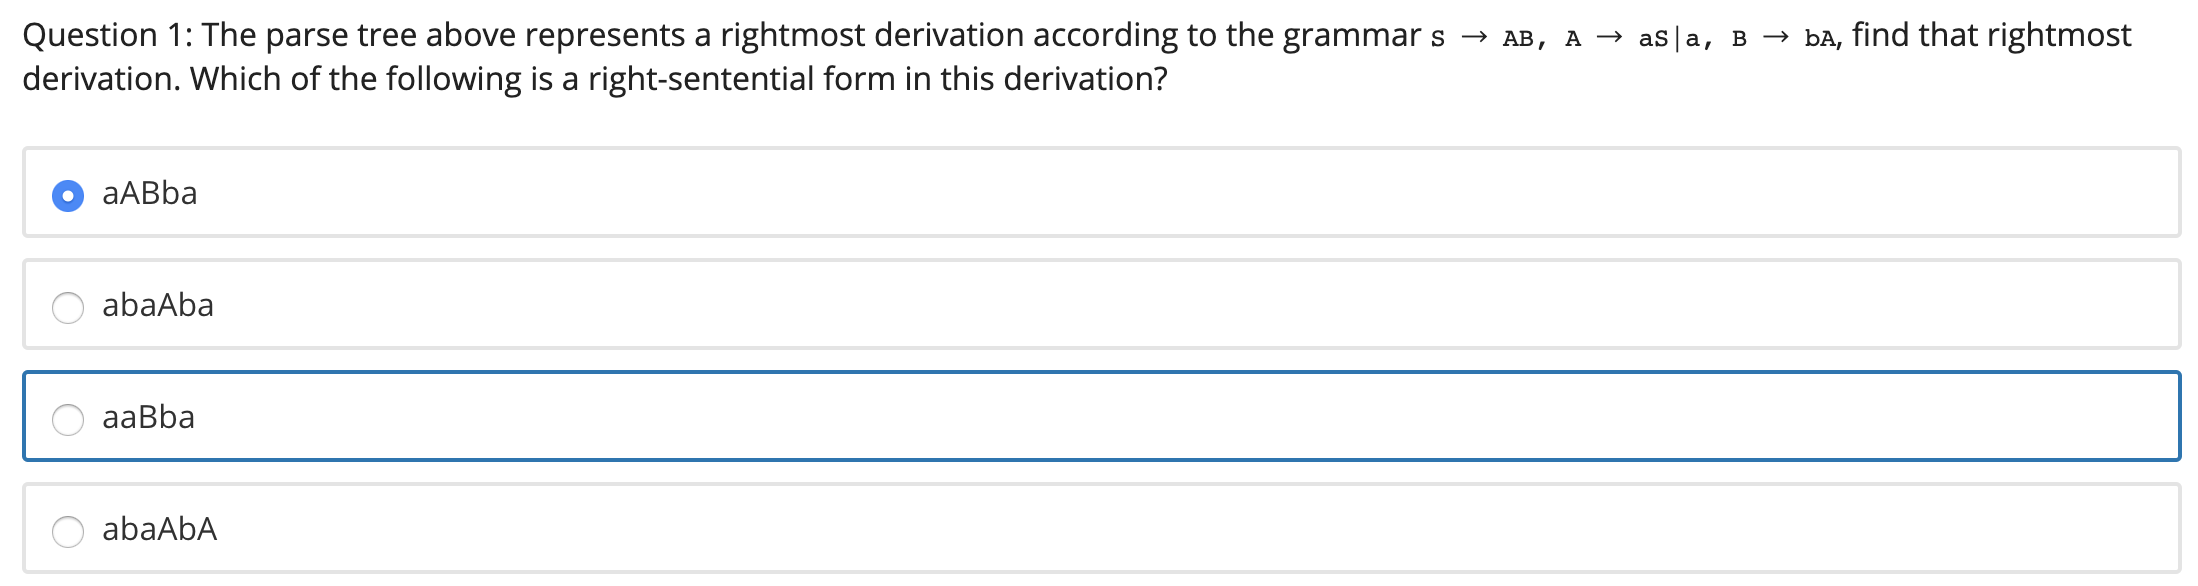 Question 1: The parse tree above represents a rightmost derivation according to the grammar S → AB, A → aS|a, B → bA, find that rightmost
derivation. Which of the following is a right-sentential form in this derivation?
aABba
abaAba
aaBba
abaAbA